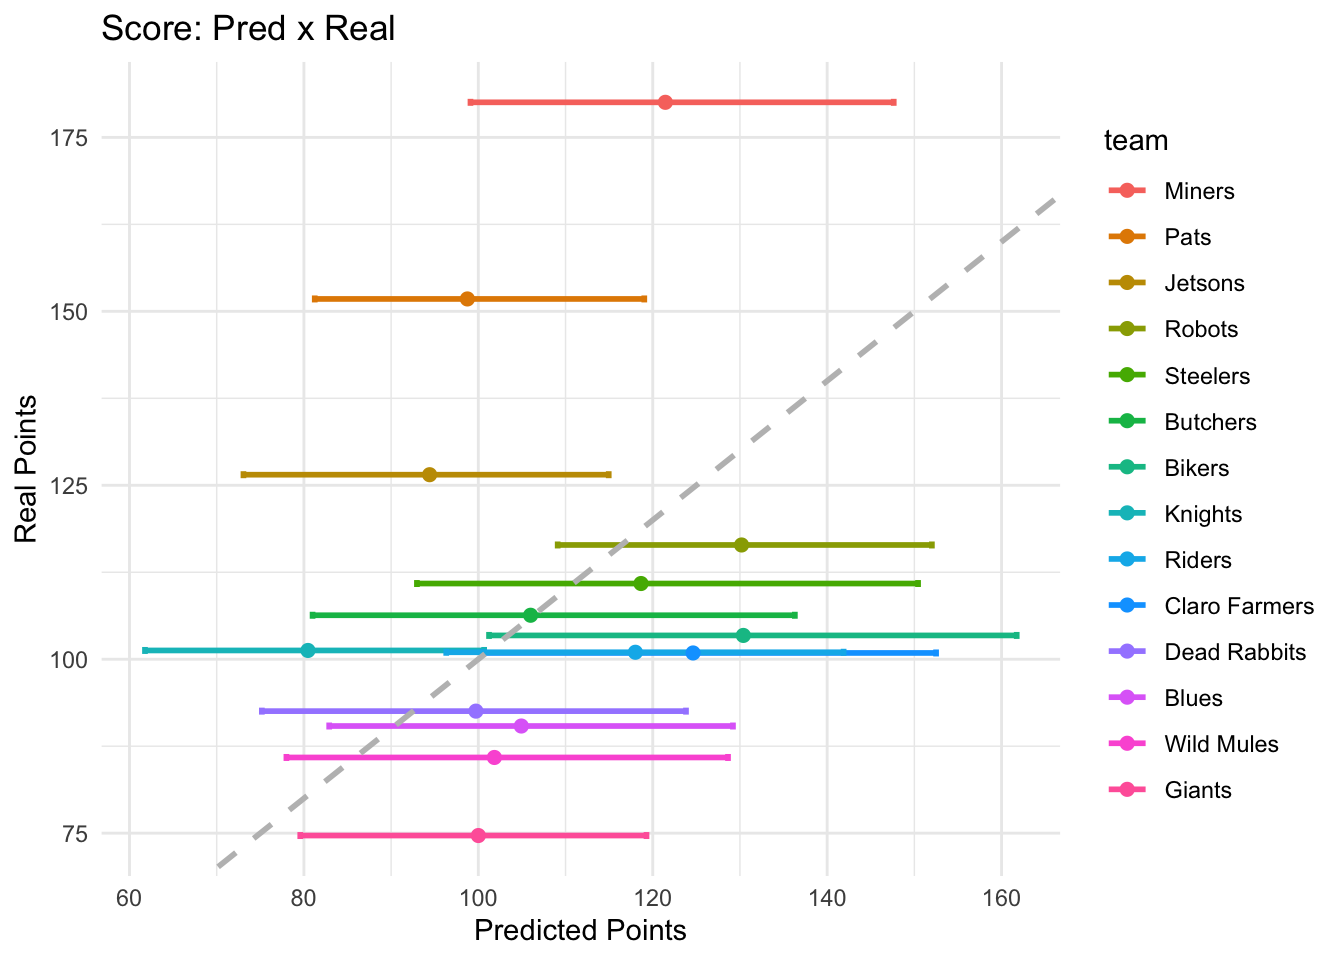 Score: Pred x Real
Real Points
175
150
125
100
75
60 80 100 120 140 160
Predicted Points
team
Miners
Pats
Jetsons
Robots
Steelers
Butchers
Bikers
Knights
Riders
Claro Farmers
Dead Rabbits
Blues
Wild Mules
Giants